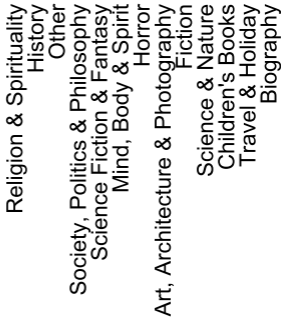 Religion & Spirituality
History
Other
Society, Politics & Philosophy
Science Fiction & Fantasy
Mind, Body & Spirit
Horror
Art, Architecture & Photography
Fiction
Science & Nature
Children's Books
Travel & Holiday
Biography